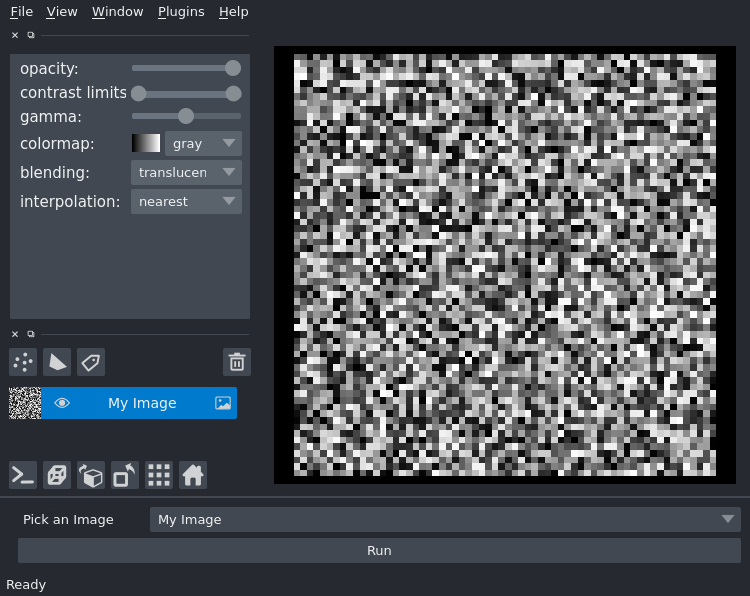 File View Window Plugins Help
opacity:
contrast limits
gamma:
colormap: gray
blending: translucen
interpolation: nearest
My Image
Pick an Image My Image
Run
Ready